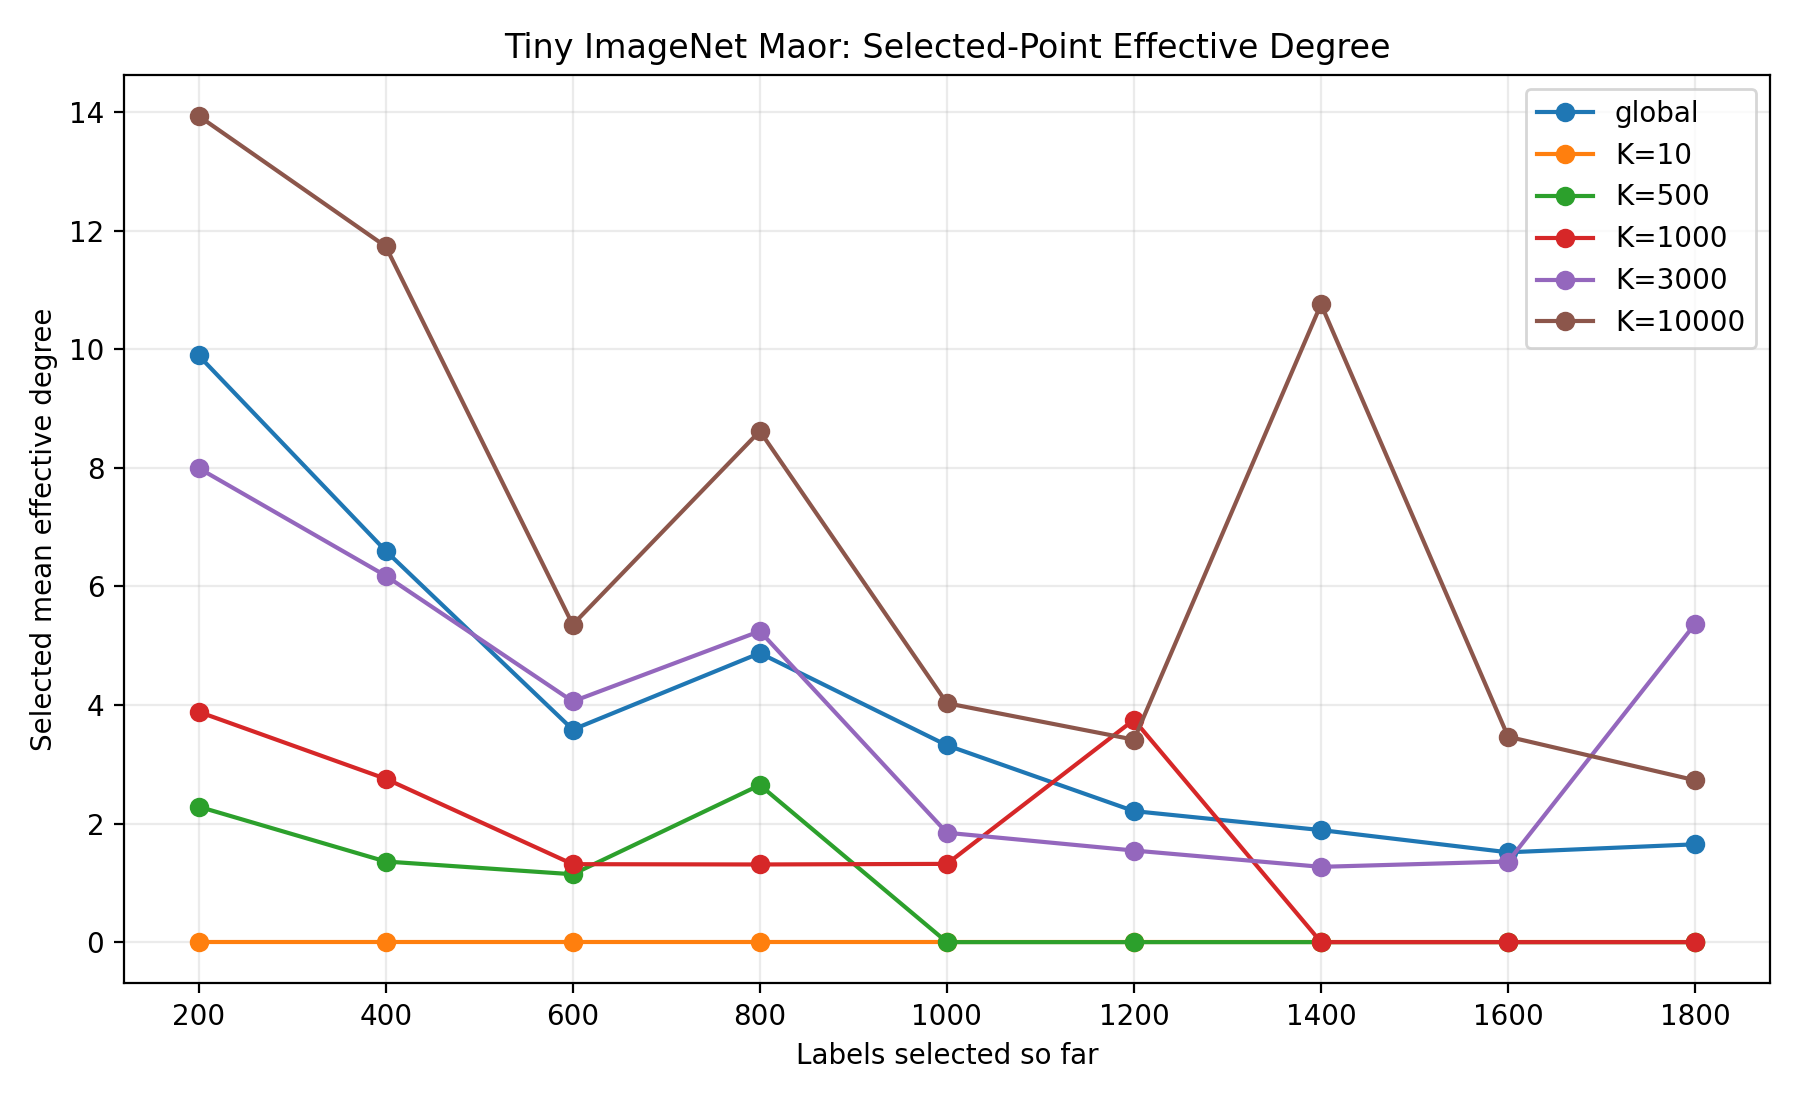 Tiny ImageNet Maor: Selected-Point Effective Degree
global
K=10
K=500
K=1000
K=3000
K=10000
Selected mean effective degree
14
12
10
8
6
4
2
0
200 400 600 800 1000 1200 1400 1600 1800
Labels selected so far